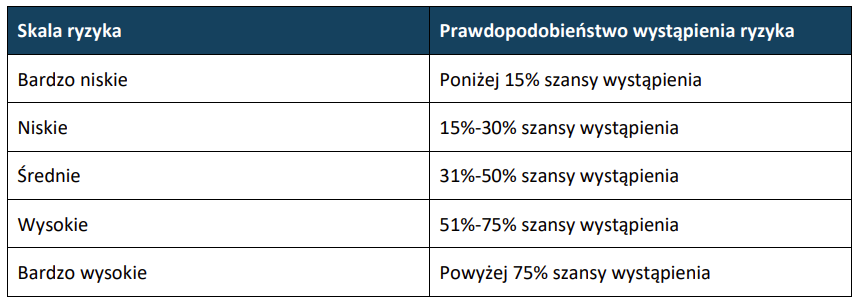 Skala ryzyka Prawdopodobieństwo wystąpienia ryzyka
Bardzo niskie Poniżej 15% szansy wystąpienia
Niskie 15%-30% szansy wystąpienia
Średnie 31%-50% szansy wystąpienia
Wysokie 51%-75% szansy wystąpienia
Bardzo wysokie Powyżej 75% szansy wystąpienia